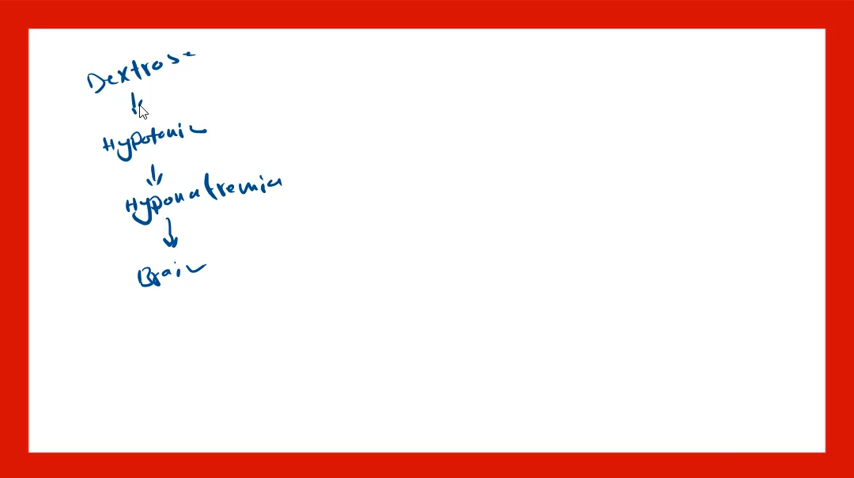 Dextrose
↓
Hypotonic
↓
Hyponatremia
↓
Brain